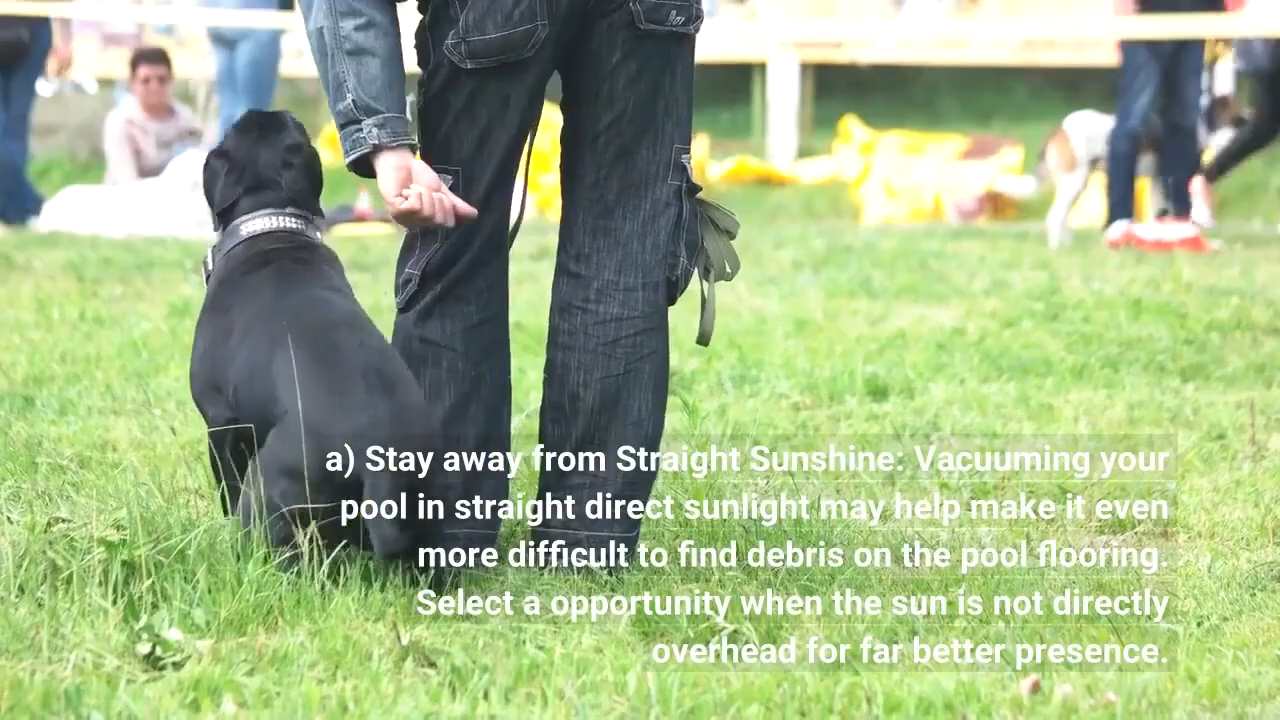 a) Stay away from Straight Sunshine: Vacuuming your
pool in straight direct sunlight may help make it even
more difficult to find debris on the pool flooring.
Select a opportunity when the sun is not directly
overhead for far better presence.